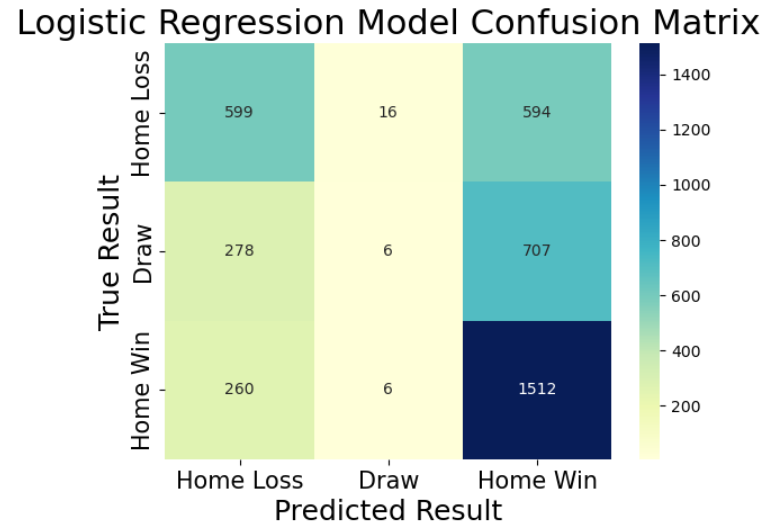 Logistic Regression Model Confusion Matrix
True Result
Home Loss
Draw
Home Win
599 16 594
278 6 707
260 6 1512
Home Loss Draw Home Win
Predicted Result
1400
1200
1000
800
600
400
200